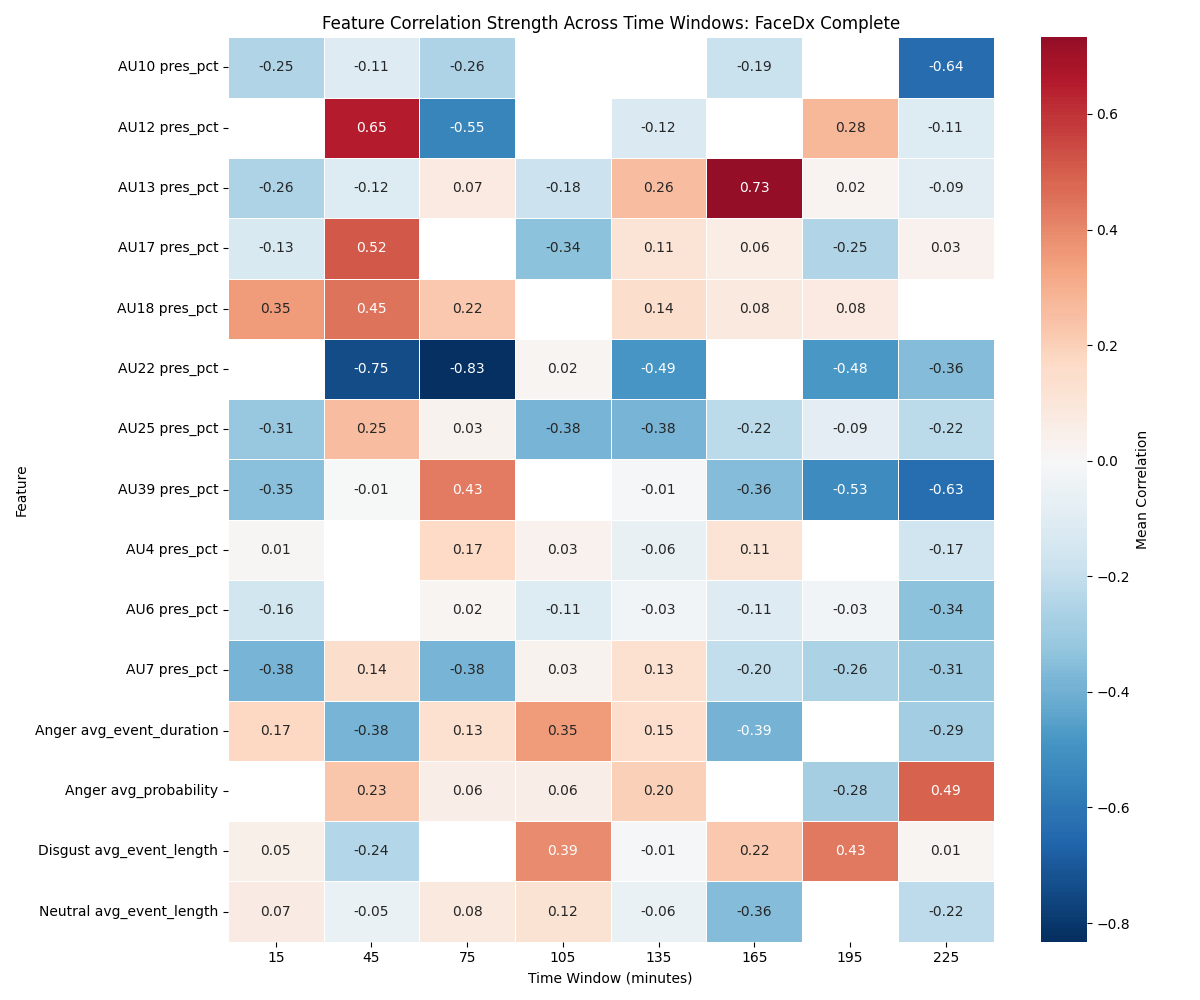 Feature Correlation Strength Across Time Windows: FaceDx Complete
AU10 pres_pct -0.25 -0.11 -0.26 -0.19 -0.64
AU12 pres_pct 0.65 -0.55 -0.12 0.28 -0.11
AU13 pres_pct -0.26 -0.12 0.07 -0.18 0.26 0.73 0.02 -0.09
AU17 pres_pct -0.13 0.52 -0.34 0.11 0.06 -0.25 0.03
AU18 pres_pct 0.35 0.45 0.22 0.14 0.08 0.08
AU22 pres_pct -0.75 -0.83 0.02 -0.49 -0.48 -0.36
AU25 pres_pct -0.31 0.25 0.03 -0.38 -0.38 -0.22 -0.09 -0.22
AU39 pres_pct -0.35 -0.01 0.43 -0.01 -0.36 -0.53 -0.63
AU4 pres_pct 0.01 0.17 0.03 -0.06 0.11 -0.17
AU6 pres_pct -0.16 0.02 -0.11 -0.03 -0.11 -0.03 -0.34
AU7 pres_pct -0.38 0.14 -0.38 0.03 0.13 -0.20 -0.26 -0.31
Anger avg_event_duration 0.17 -0.38 0.13 0.35 0.15 -0.39 -0.29
Anger avg_probability 0.23 0.06 0.06 0.20 -0.28 0.49
Disgust avg_event_length 0.05 -0.24 0.39 -0.01 0.22 0.43 0.01
Neutral avg_event_length 0.07 -0.05 0.08 0.12 -0.06 -0.36 -0.22
15 45 75 105 135 165 195 225
Time Window (minutes)
Feature
0.6
0.4
0.2
0.0
−0.2
−0.4
−0.6
−0.8
Mean Correlation